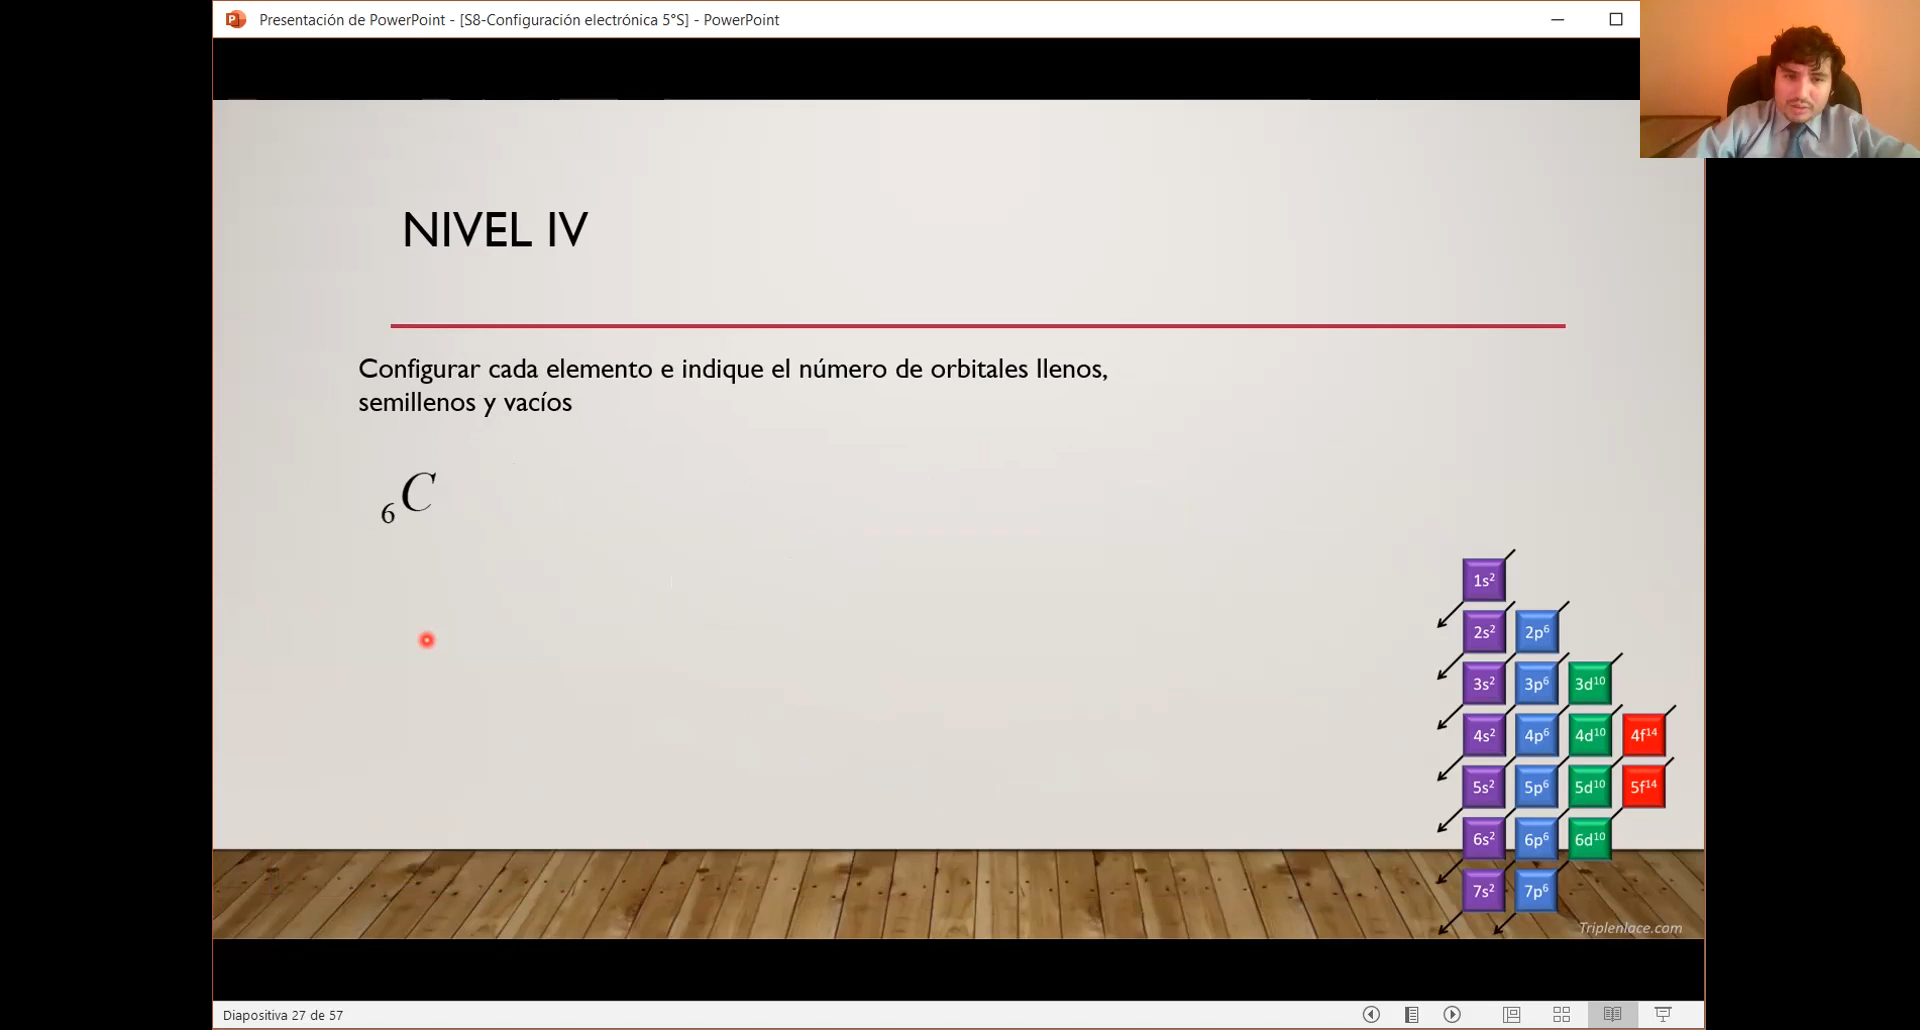 Presentación de PowerPoint - [S8-Configuración electrónica 5°S] - PowerPoint
NIVEL IV
Configurar cada elemento e indique el número de orbitales llenos,
semillenos y vacíos
₆C
1s²
2s² 2p⁶
3s² 3p⁶ 3d¹⁰
4s² 4p⁶ 4d¹⁰ 4f¹⁴
5s² 5p⁶ 5d¹⁰ 5f¹⁴
6s² 6p⁶ 6d¹⁰
7s² 7p⁶
Triplenlace.com
Diapositiva 27 de 57